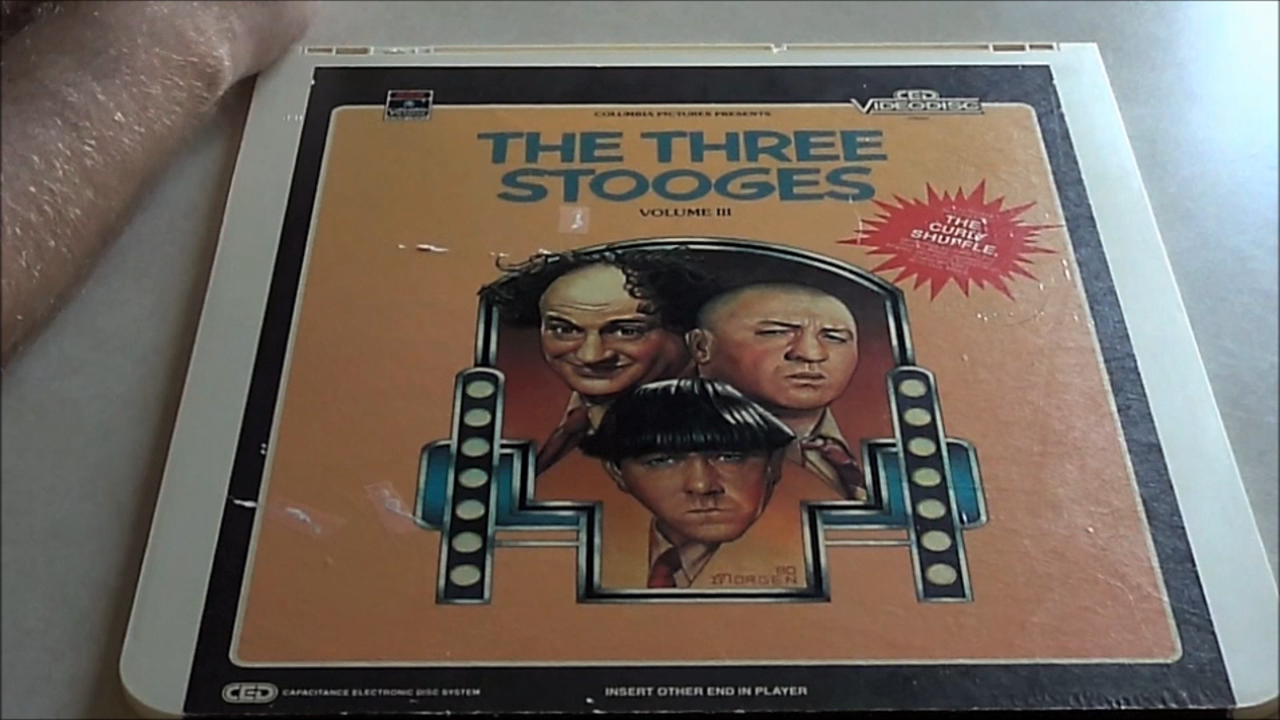 CED
VIDEODISC
COLUMBIA PICTURES PRESENTS
THE THREE
STOOGES
VOLUME III
THE
CURLY
SHUFFLE
80
MORGEN
CED CAPACITANCE ELECTRONIC DISC SYSTEM
INSERT OTHER END IN PLAYER